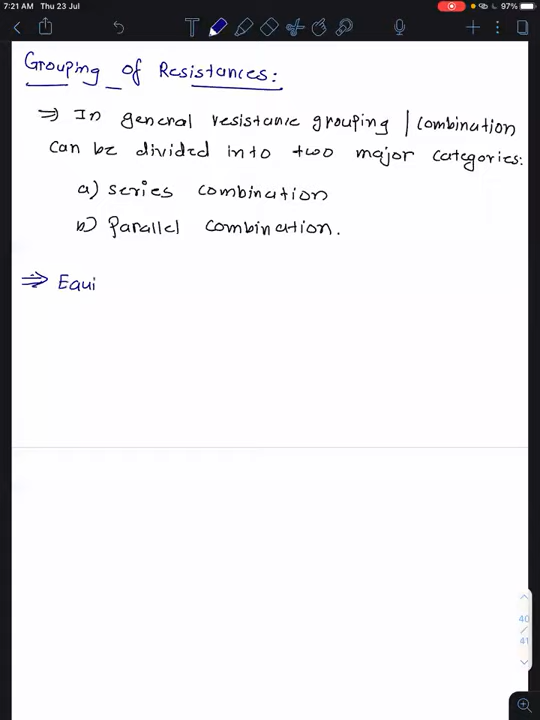 7:21 AM Thu 23 Jul 97%
Grouping of Resistances:
⇒ In general resistance grouping | combination
can be divided into two major categories:
a) series combination
b) parallel combination.
⇒ Equi
40
/
41